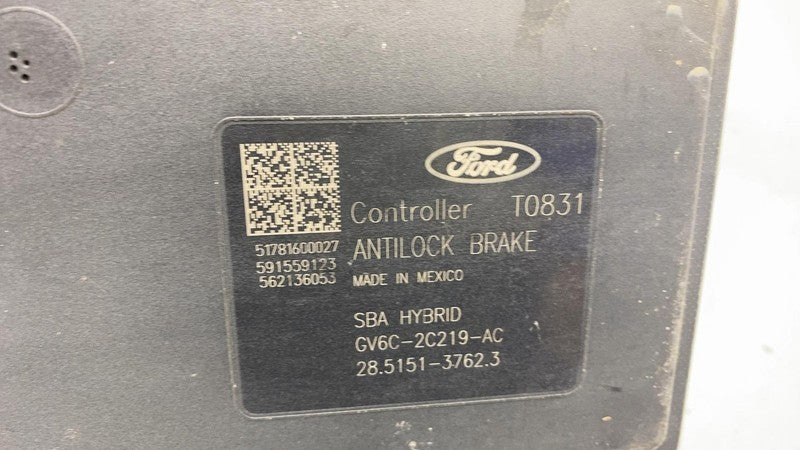 Ford
Controller T0831
51781600027
ANTILOCK BRAKE
591559123
562136053
MADE IN MEXICO
SBA HYBRID
GV6C-2C219-AC
28.5151-3762.3